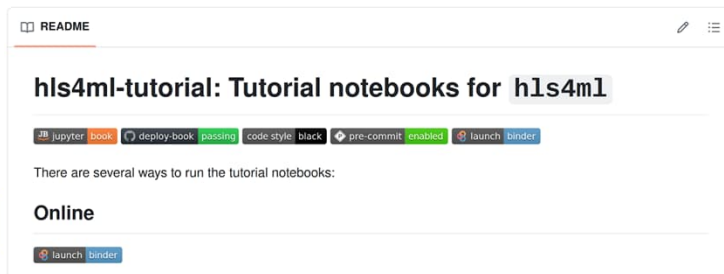 README
hls4ml-tutorial: Tutorial notebooks for hls4ml
jupyter book deploy-book passing code style black pre-commit enabled launch binder
There are several ways to run the tutorial notebooks:
Online
launch binder